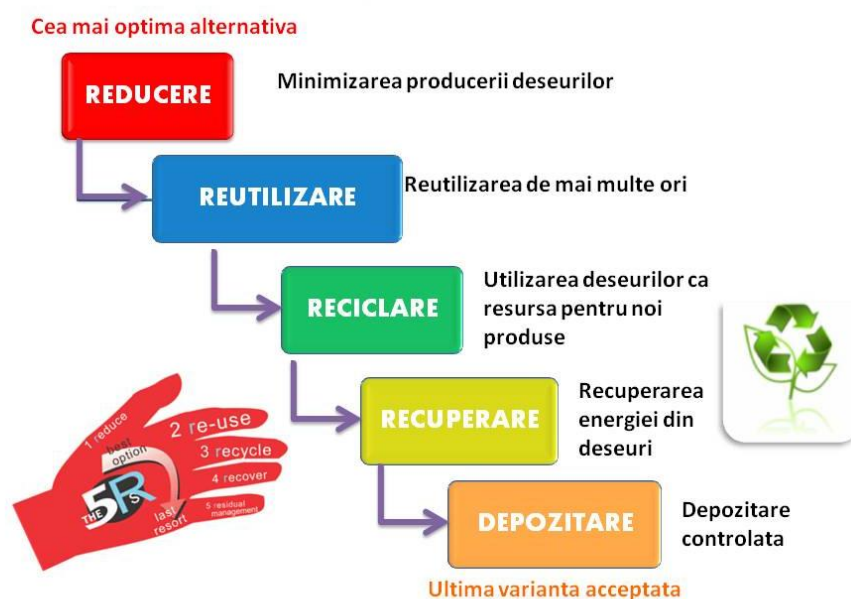 Cea mai optima alternativa
REDUCERE
Minimizarea producerii deseurilor
REUTILIZARE
Reutilizarea de mai multe ori
RECICLARE
Utilizarea deseurilor ca
resursa pentru noi
produse
RECUPERARE
Recuperarea
energiei din
deseuri
DEPOZITARE
Depozitare
controlata
Ultima varianta acceptata
1 reduce
2 re-use
3 recycle
4 recover
5 residual
management
best
option
THE 5Rs
last
resort